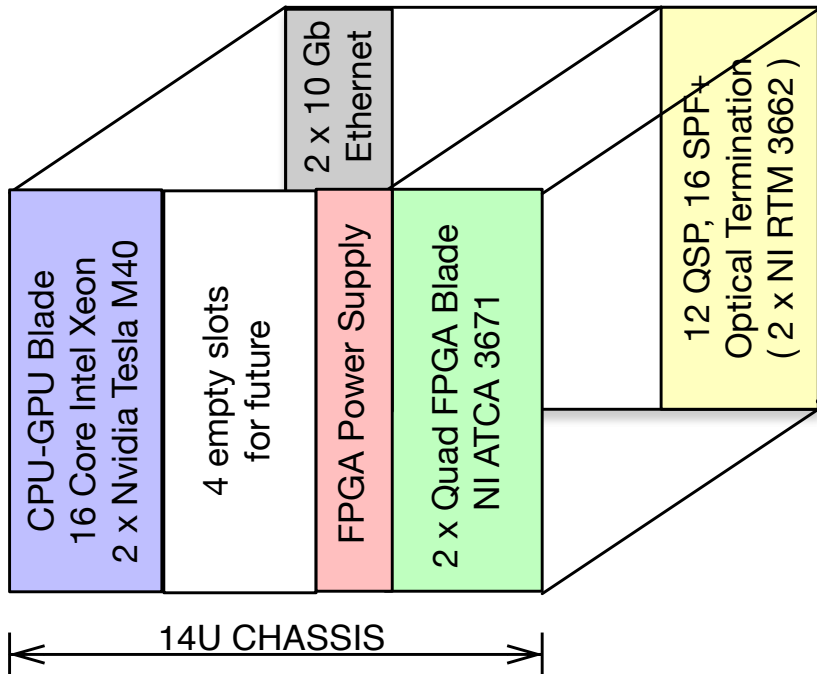 2 x 10 Gb
Ethernet
12 QSP, 16 SPF+
Optical Termination
( 2 x NI RTM 3662 )
CPU-GPU Blade
16 Core Intel Xeon
2 x Nvidia Tesla M40
4 empty slots
for future
FPGA Power Supply
2 x Quad FPGA Blade
NI ATCA 3671
14U CHASSIS